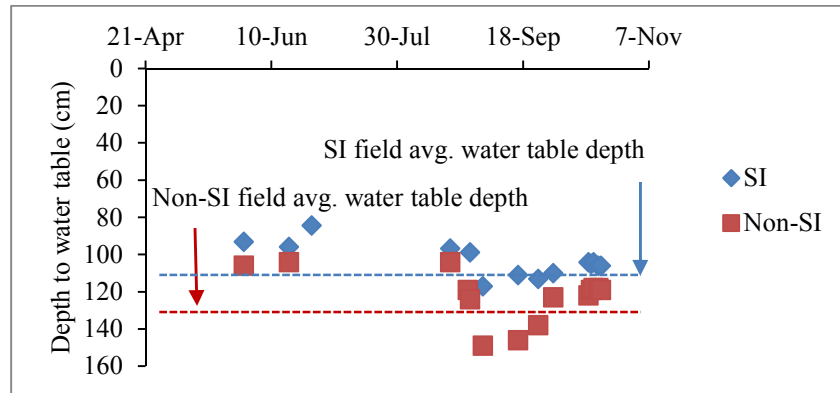 21-Apr 10-Jun 30-Jul 18-Sep 7-Nov
0
20
40
60
80
100
120
140
160
Depth to water table (cm)
SI field avg. water table depth
Non-SI field avg. water table depth
SI
Non-SI